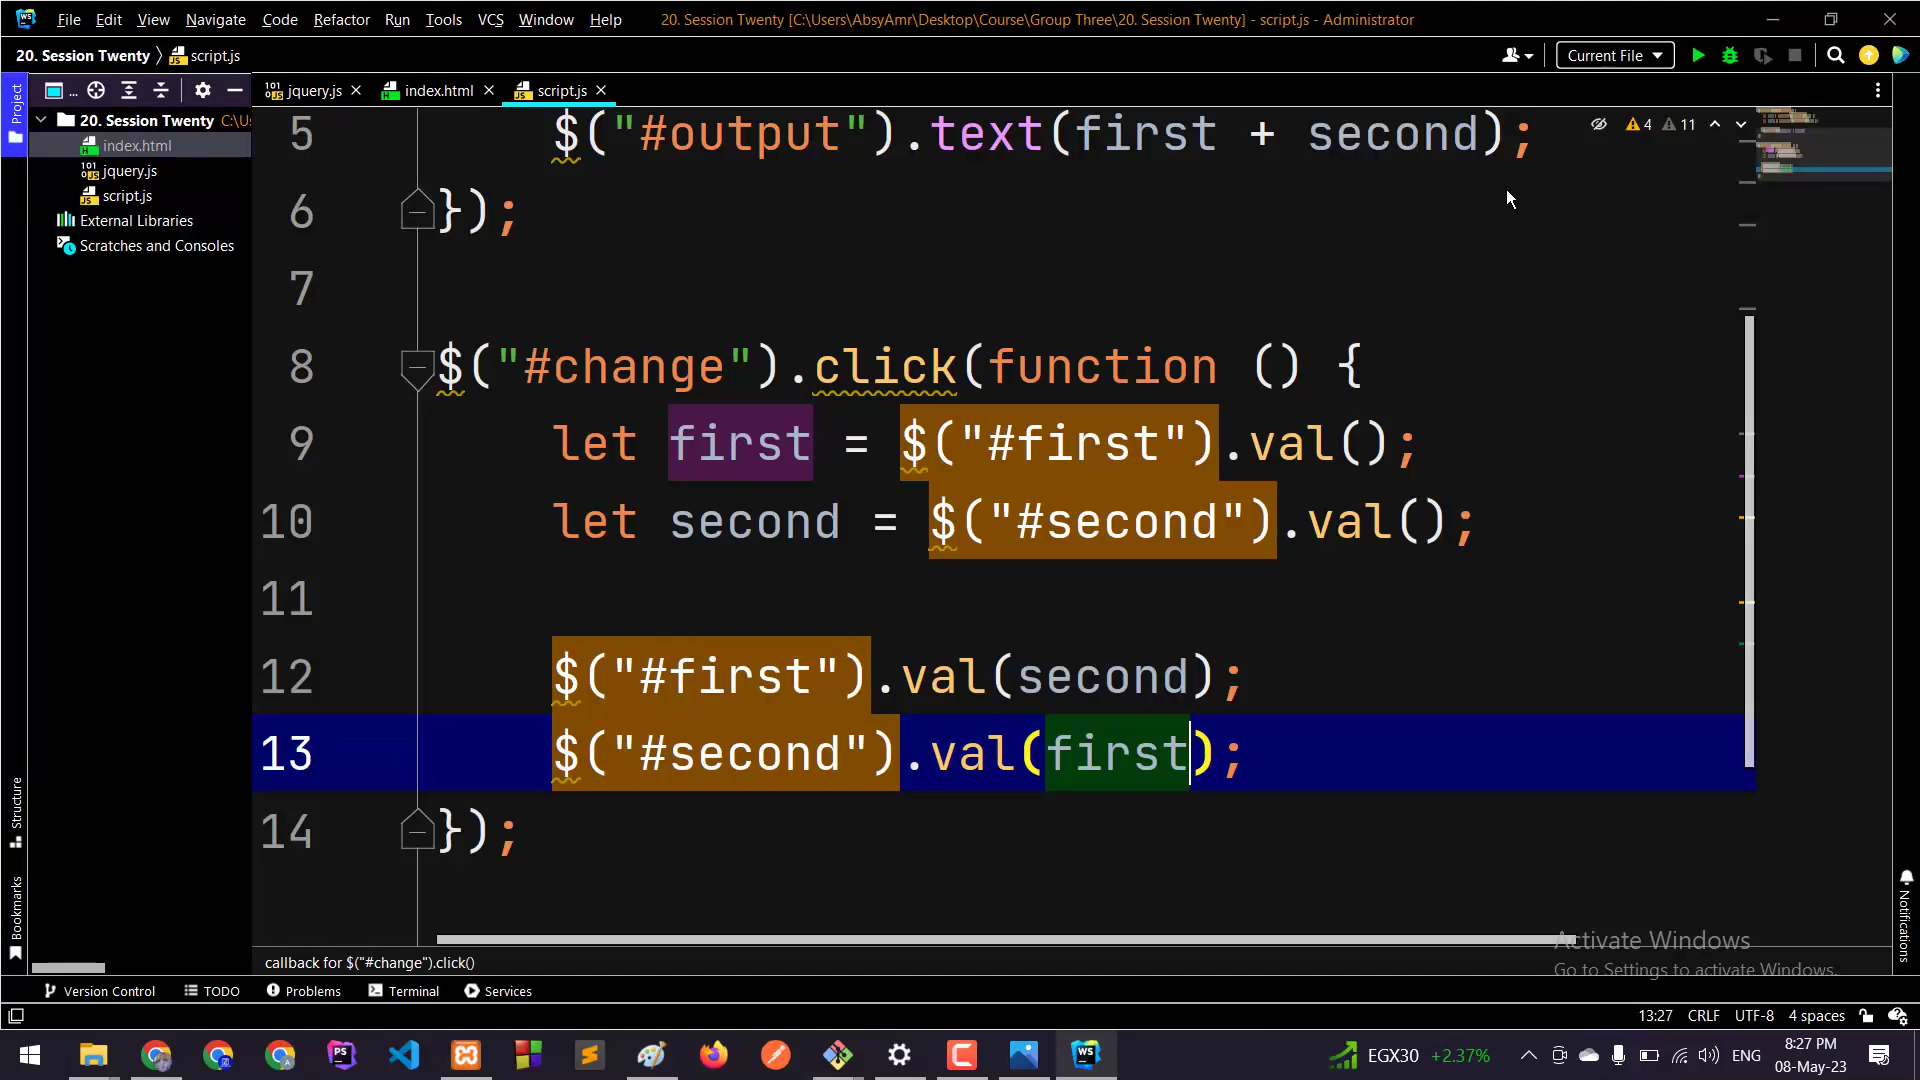 File Edit View Navigate Code Refactor Run Tools VCS Window Help 20. Session Twenty [C:\Users\AbsyAmr\Desktop\Course\Group Three\20. Session Twenty] - script.js - Administrator
20. Session Twenty script.js Current File
Project ... jquery.js index.html script.js
20. Session Twenty C:\Us
index.html
jquery.js
script.js
External Libraries
Scratches and Consoles
4 11
5 $("#output").text(first + second);
6 });
7
8 $("#change").click(function () {
9 let first = $("#first").val();
10 let second = $("#second").val();
11
12 $("#first").val(second);
13 $("#second").val(first);
14 });
Structure
Bookmarks
Notifications
Activate Windows
Go to Settings to activate Windows.
callback for $("#change").click()
Version Control TODO Problems Terminal Services
13:27 CRLF UTF-8 4 spaces
EGX30 +2.37% ENG 8:27 PM
08-May-23